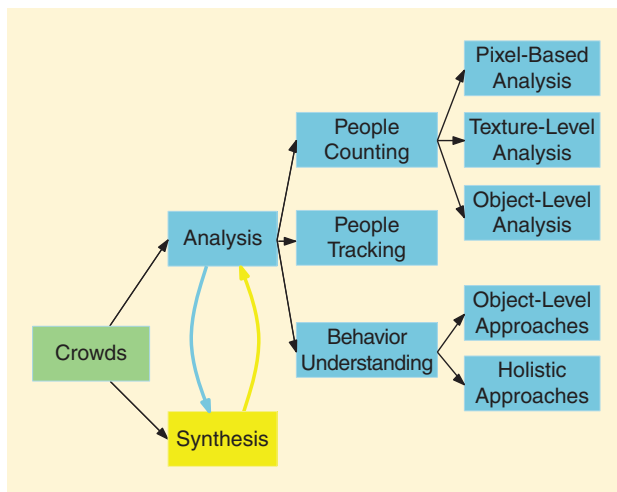 Pixel-Based
Analysis
People
Counting
Texture-Level
Analysis
Object-Level
Analysis
Analysis
People
Tracking
Object-Level
Approaches
Crowds
Behavior
Understanding
Holistic
Approaches
Synthesis